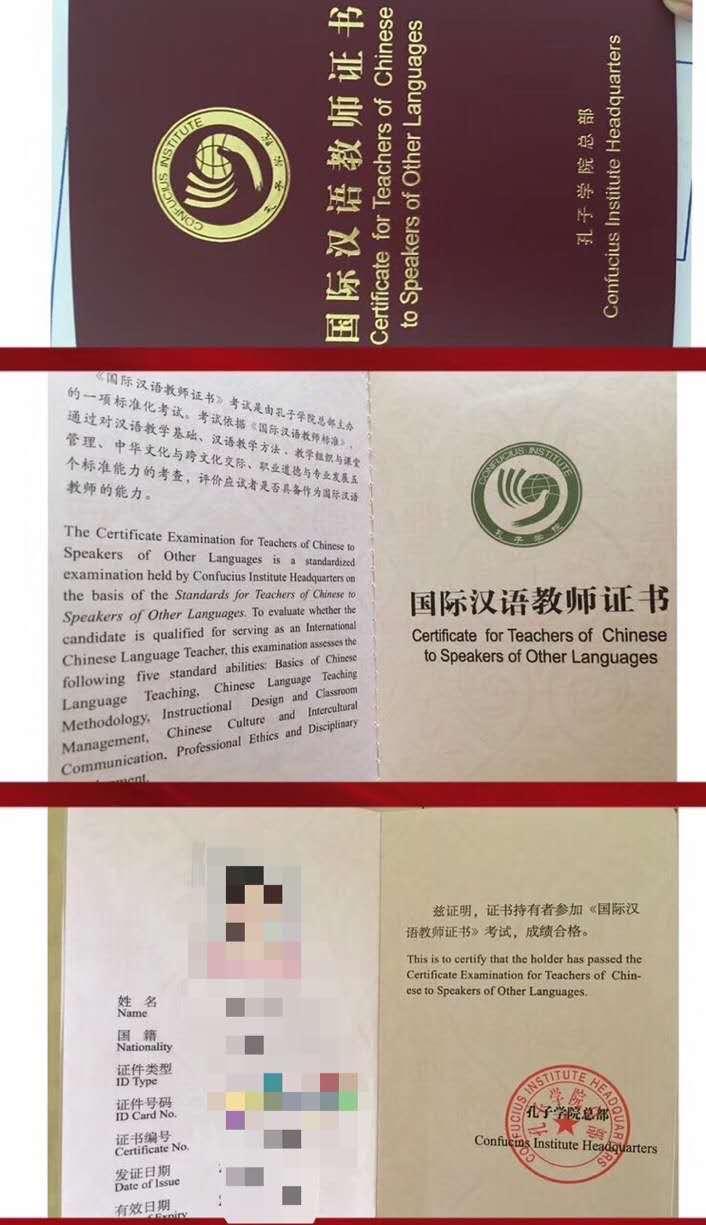 国际汉语教师证书
Certificate for Teachers of Chinese
to Speakers of Other Languages
CONFUCIUS INSTITUTE
孔子学院
孔子学院总部
Confucius Institute Headquarters
《国际汉语教师证书》考试是由孔子学院总部主办
的一项标准化考试。考试依据《国际汉语教师标准》，
通过对汉语教学基础、汉语教学方法、教学组织与课堂
管理、中华文化与跨文化交际、职业道德与专业发展五
个标准能力的考查，评价应试者是否具备作为国际汉语
教师的能力。
The Certificate Examination for Teachers of Chinese to
Speakers of Other Languages is a standardized
examination held by Confucius Institute Headquarters on
the basis of the Standards for Teachers of Chinese to
Speakers of Other Languages. To evaluate whether the
candidate is qualified for serving as an International
Chinese Language Teacher, this examination assesses the
following five standard abilities: Basics of Chinese
Language Teaching, Chinese Language Teaching
Methodology, Instructional Design and Classroom
Management, Chinese Culture and Intercultural
Communication, Professional Ethics and Disciplinary
CONFUCIUS INSTITUTE
孔子学院
国际汉语教师证书
Certificate for Teachers of Chinese
to Speakers of Other Languages
姓 名
Name
国 籍
Nationality
证件类型
ID Type
证件号码
ID Card No.
证书编号
Certificate No.
发证日期
Date of Issue
有效日期
of Expiry
兹证明，证书持有者参加《国际汉
语教师证书》考试，成绩合格。
This is to certify that the holder has passed the
Certificate Examination for Teachers of Chin-
ese to Speakers of Other Languages.
CONFUCIUS INSTITUTE HEADQUARTERS
孔子学院总部
孔子学院总部
Confucius Institute Headquarters